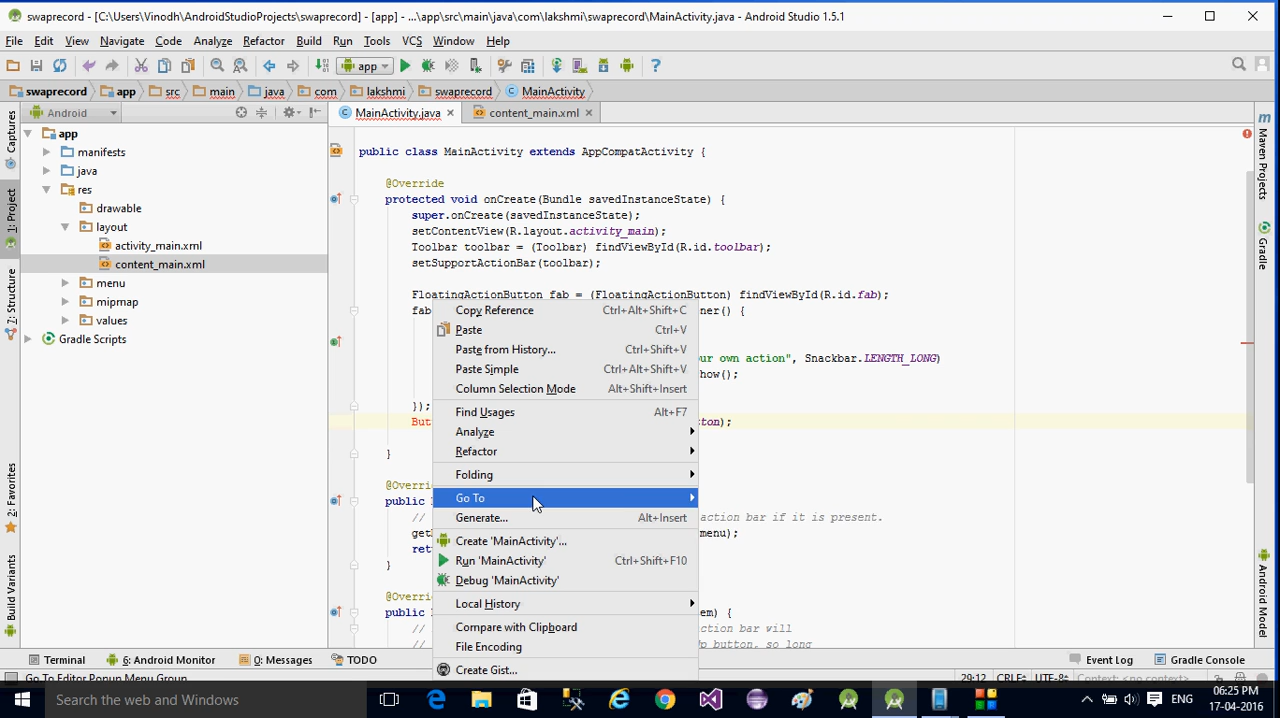 swaprecord - [C:\Users\Vinodh\AndroidStudioProjects\swaprecord] - [app] - ...\app\src\main\java\com\lakshmi\swaprecord\MainActivity.java - Android Studio 1.5.1
File Edit View Navigate Code Analyze Refactor Build Run Tools VCS Window Help
app
swaprecord app src main java com lakshmi swaprecord MainActivity
Android
MainActivity.java content_main.xml
Captures
1: Project
Z: Structure
2: Favorites
Build Variants
app
manifests
java
res
drawable
layout
activity_main.xml
content_main.xml
menu
mipmap
values
Gradle Scripts
public class MainActivity extends AppCompatActivity {
@Override
protected void onCreate(Bundle savedInstanceState) {
super.onCreate(savedInstanceState);
setContentView(R.layout.activity_main);
Toolbar toolbar = (Toolbar) findViewById(R.id.toolbar);
setSupportActionBar(toolbar);
FloatingActionButton fab = (FloatingActionButton) findViewById(R.id.fab);
fab ner() {
ur own action", Snackbar.LENGTH_LONG)
how();
});
But ton);
}
@Overri
public action bar if it is present.
// menu);
get
ret
}
@Overri
public em) {
// ction bar will
// button, so long
Copy Reference Ctrl+Alt+Shift+C
Paste Ctrl+V
Paste from History... Ctrl+Shift+V
Paste Simple Ctrl+Alt+Shift+V
Column Selection Mode Alt+Shift+Insert
Find Usages Alt+F7
Analyze
Refactor
Folding
Go To
Generate... Alt+Insert
Create 'MainActivity'...
Run 'MainActivity' Ctrl+Shift+F10
Debug 'MainActivity'
Local History
Compare with Clipboard
File Encoding
Create Gist...
m
Maven Projects
Gradle
Android Model
Terminal 6: Android Monitor 0: Messages TODO Event Log Gradle Console
Go To Editor Popup Menu Group 29:12 CRLF UTF-8 Context: <no context>
Search the web and Windows
ENG
06:25 PM
17-04-2016